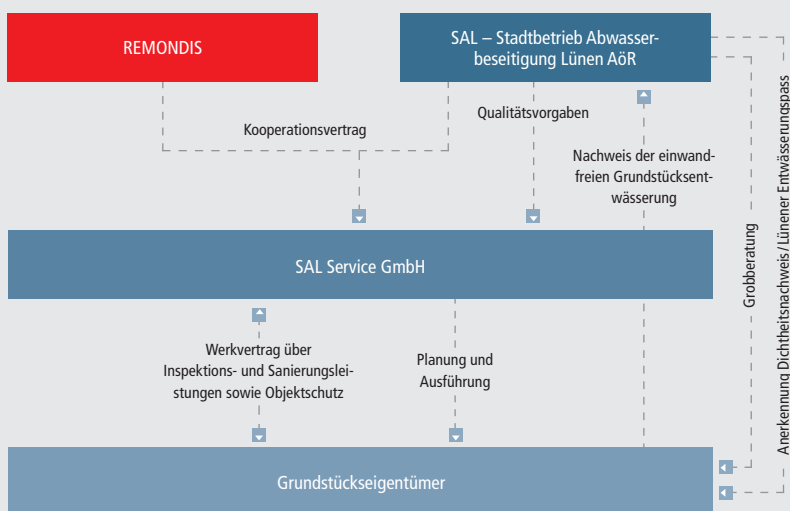 REMONDIS
SAL – Stadtbetrieb Abwasser-
beseitigung Lünen AöR
Kooperationsvertrag
Qualitätsvorgaben
Nachweis der einwand-
freien Grundstücksent-
wässerung
Grobberatung
Anerkennung Dichtheitsnachweis / Lünener Entwässerungspass
SAL Service GmbH
Werkvertrag über
Inspektions- und Sanierungslei-
stungen sowie Objektschutz
Planung und
Ausführung
Grundstückseigentümer